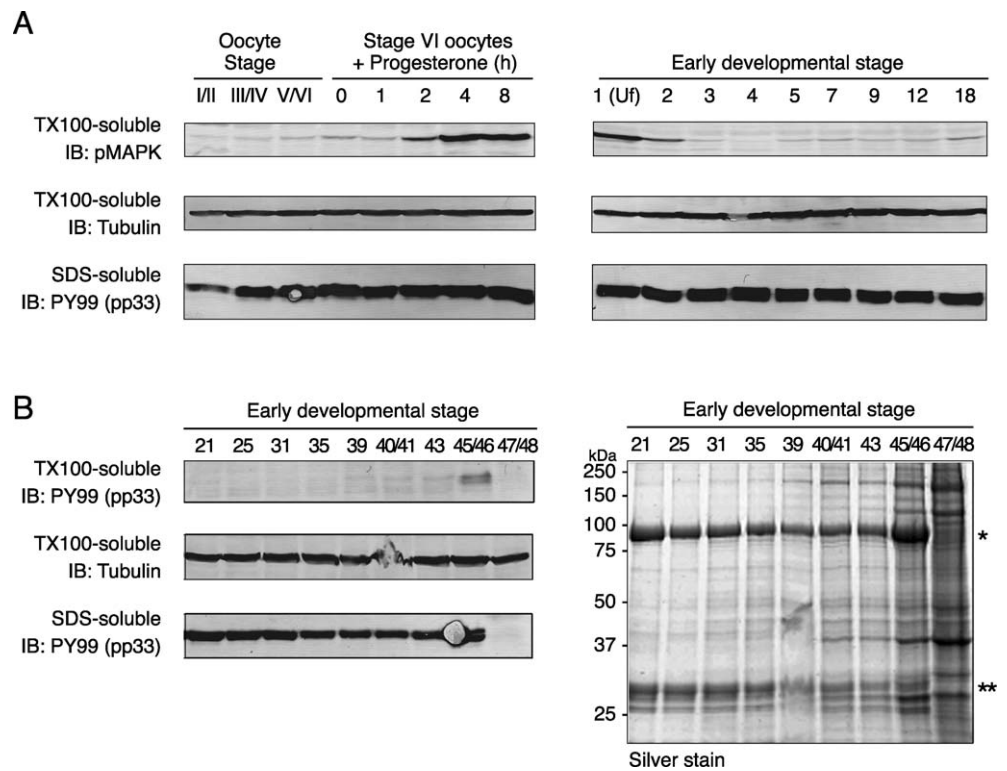 A
Oocyte
Stage
Stage VI oocytes
+ Progesterone (h)
Early developmental stage
I/II III/IV V/VI 0 1 2 4 8
1 (Uf) 2 3 4 5 7 9 12 18
TX100-soluble
IB: pMAPK
TX100-soluble
IB: Tubulin
SDS-soluble
IB: PY99 (pp33)
B
Early developmental stage
21 25 31 35 39 40/41 43 45/46 47/48
TX100-soluble
IB: PY99 (pp33)
TX100-soluble
IB: Tubulin
SDS-soluble
IB: PY99 (pp33)
Early developmental stage
21 25 31 35 39 40/41 43 45/46 47/48
kDa
250
150
100
75
50
37
25
*
**
Silver stain